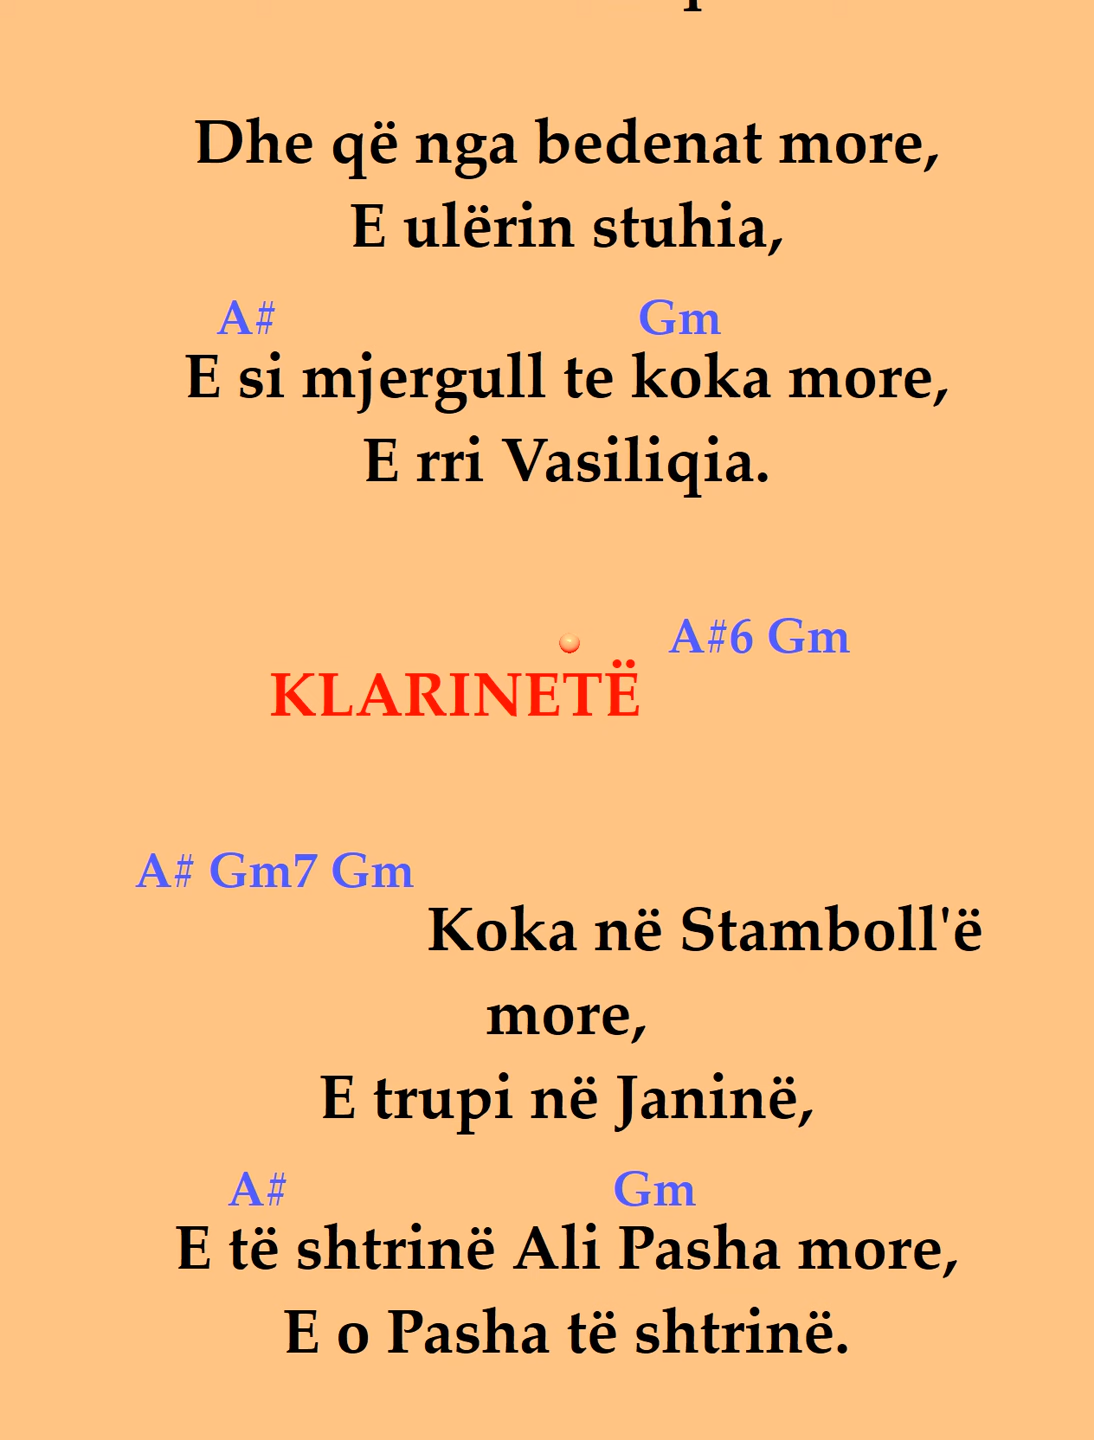 Dhe që nga bedenat more,
E ulërin stuhia,
A# Gm
E si mjergull te koka more,
E rri Vasiliqia.
A#6 Gm
KLARINETË
A# Gm7 Gm
Koka në Stamboll'ë
more,
E trupi në Janinë,
A# Gm
E të shtrinë Ali Pasha more,
E o Pasha të shtrinë.